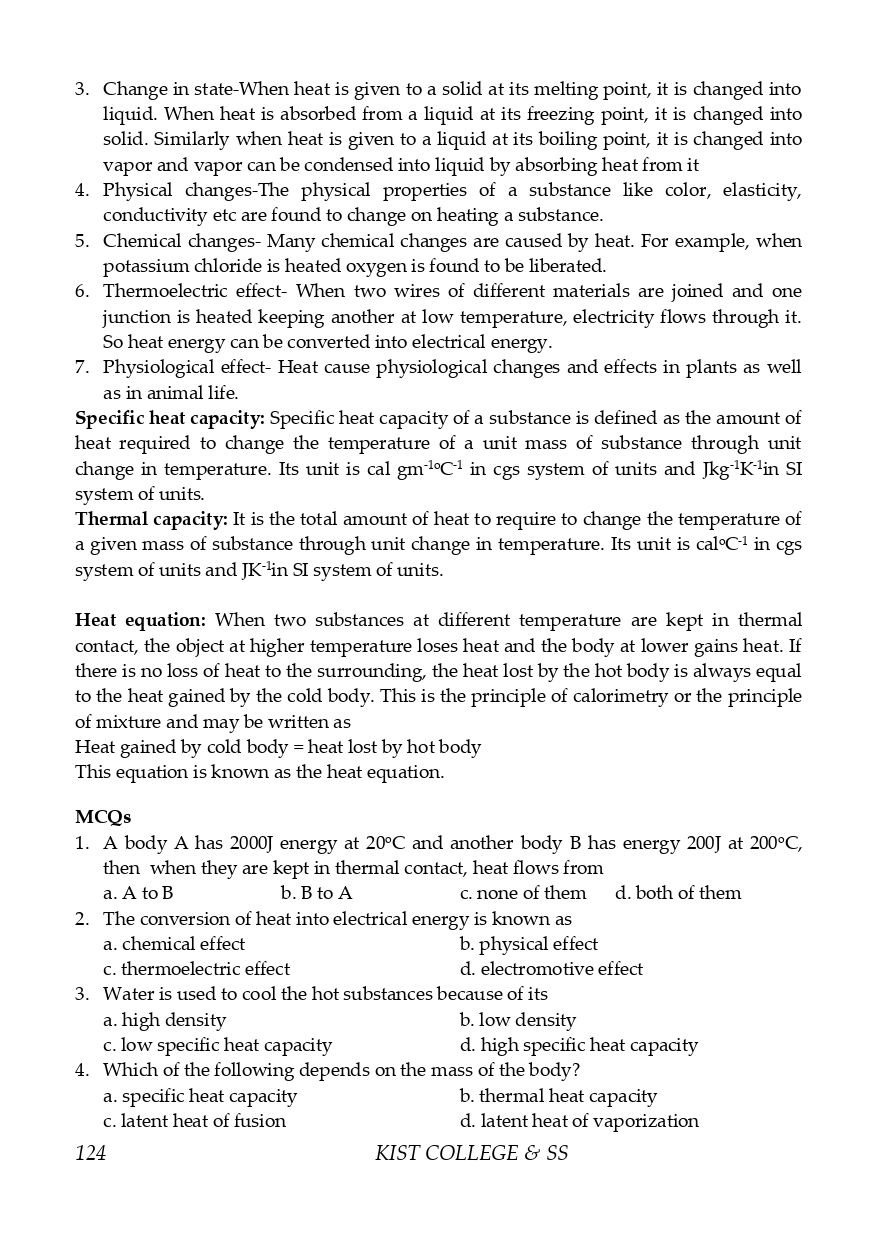 3. Change in state-When heat is given to a solid at its melting point, it is changed into
liquid. When heat is absorbed from a liquid at its freezing point, it is changed into
solid. Similarly when heat is given to a liquid at its boiling point, it is changed into
vapor and vapor can be condensed into liquid by absorbing heat from it
4. Physical changes-The physical properties of a substance like color, elasticity,
conductivity etc are found to change on heating a substance.
5. Chemical changes- Many chemical changes are caused by heat. For example, when
potassium chloride is heated oxygen is found to be liberated.
6. Thermoelectric effect- When two wires of different materials are joined and one
junction is heated keeping another at low temperature, electricity flows through it.
So heat energy can be converted into electrical energy.
7. Physiological effect- Heat cause physiological changes and effects in plants as well
as in animal life.
Specific heat capacity: Specific heat capacity of a substance is defined as the amount of
heat required to change the temperature of a unit mass of substance through unit
change in temperature. Its unit is cal gm⁻¹ᵒC⁻¹ in cgs system of units and Jkg⁻¹K⁻¹in SI
system of units.
Thermal capacity: It is the total amount of heat to require to change the temperature of
a given mass of substance through unit change in temperature. Its unit is calᵒC⁻¹ in cgs
system of units and JK⁻¹in SI system of units.
Heat equation: When two substances at different temperature are kept in thermal
contact, the object at higher temperature loses heat and the body at lower gains heat. If
there is no loss of heat to the surrounding, the heat lost by the hot body is always equal
to the heat gained by the cold body. This is the principle of calorimetry or the principle
of mixture and may be written as
Heat gained by cold body = heat lost by hot body
This equation is known as the heat equation.
MCQs
1. A body A has 2000J energy at 20ᵒC and another body B has energy 200J at 200ᵒC,
then when they are kept in thermal contact, heat flows from
a. A to B b. B to A c. none of them d. both of them
2. The conversion of heat into electrical energy is known as
a. chemical effect b. physical effect
c. thermoelectric effect d. electromotive effect
3. Water is used to cool the hot substances because of its
a. high density b. low density
c. low specific heat capacity d. high specific heat capacity
4. Which of the following depends on the mass of the body?
a. specific heat capacity b. thermal heat capacity
c. latent heat of fusion d. latent heat of vaporization
124 KIST COLLEGE & SS